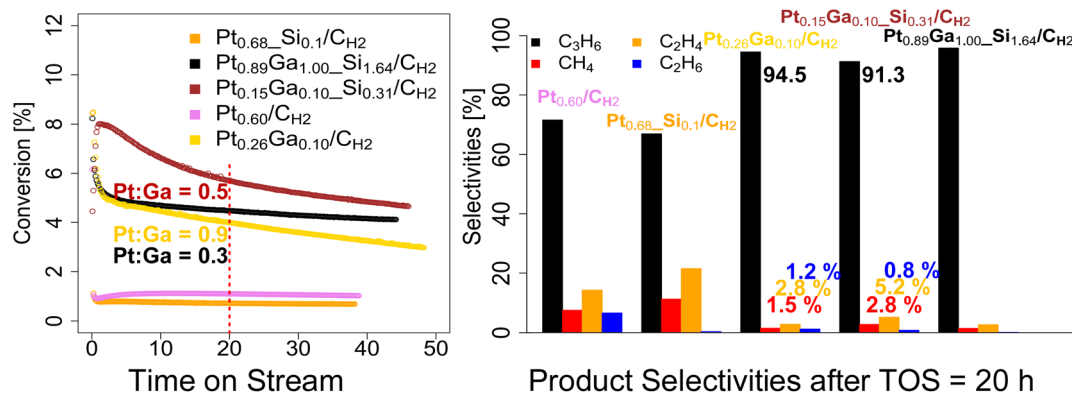 Pt0.68_Si0.1/CH2
Pt0.89Ga1.00_Si1.64/CH2
Pt0.15Ga0.10_Si0.31/CH2
Pt0.60/CH2
Pt0.26Ga0.10/CH2
Conversion [%]
12
10
8
6
4
2
0
Pt:Ga = 0.5
Pt:Ga = 0.9
Pt:Ga = 0.3
0 10 20 30 40 50
Time on Stream
Selectivities [%]
100
80
60
40
20
0
C3H6
CH4
C2H4
C2H6
Pt0.60/CH2
Pt0.68_Si0.1/CH2
Pt0.26Ga0.10/CH2
Pt0.15Ga0.10_Si0.31/CH2
Pt0.89Ga1.00_Si1.64/CH2
94.5
91.3
1.2 %
2.8 %
1.5 %
0.8 %
5.2 %
2.8 %
Product Selectivities after TOS = 20 h